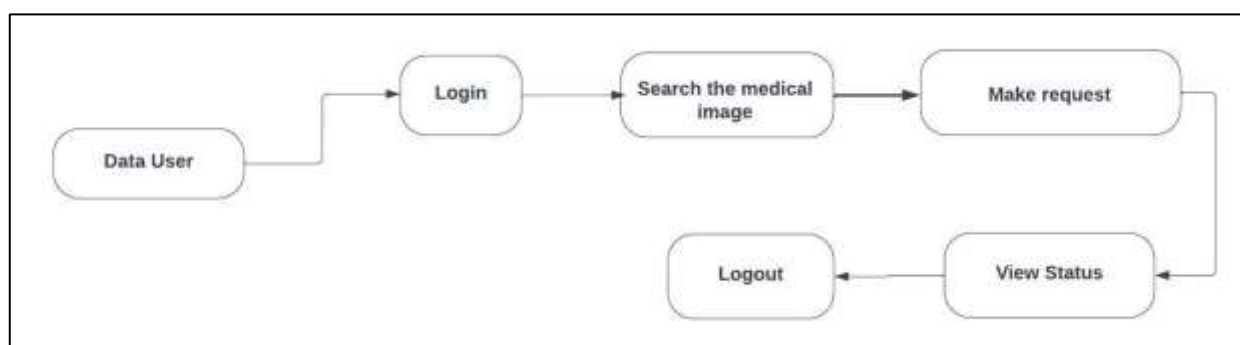 Data User
Login
Search the medical
image
Make request
View Status
Logout